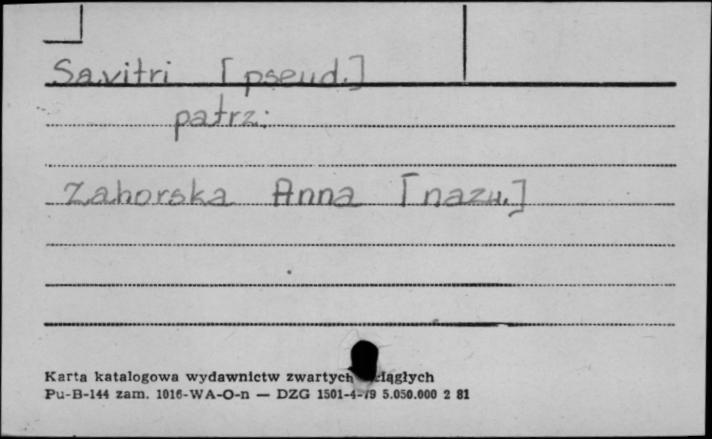 Savitri [pseud.]
patrz:
Zahorska Anna [nazw.]
Karta katalogowa wydawnictw zwartych ciągłych
Pu-B-144 zam. 1016-WA-O-n — DZG 1501-4-79 5.050.000 2 81